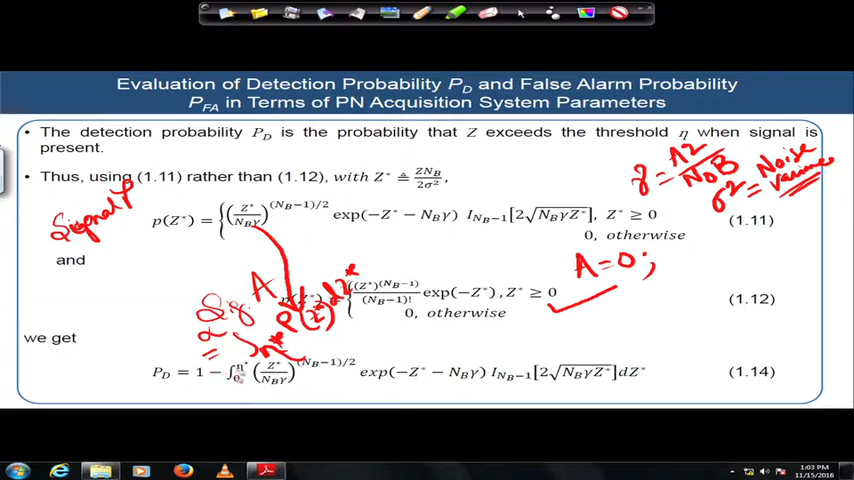 Evaluation of Detection Probability P_D and False Alarm Probability
P_FA in Terms of PN Acquisition System Parameters
• The detection probability P_D is the probability that Z exceeds the threshold η when signal is
present.
• Thus, using (1.11) rather than (1.12), with Z* ≜ ZN_B/2σ²,
γ = A2/N0B
σ2 = Noise
Variance
Signal P
p(Z*) = { (Z*/N_Bγ)^(N_B−1)/2 exp(−Z* − N_Bγ) I_{N_B−1}[2√(N_BγZ*)], Z* ≥ 0 (1.11)
0, otherwise
and
A = 0;
Sig. A
p(Z*) = { (Z*)^(N_B−1)/(N_B−1)! exp(−Z*), Z* ≥ 0 (1.12)
0, otherwise
α = ∫η* P(Z*) dZ*
we get
P_D = 1 − ∫_0^η* (Z*/N_Bγ)^(N_B−1)/2 exp(−Z* − N_Bγ) I_{N_B−1}[2√(N_BγZ*)]dZ* (1.14)
1:03 PM
11/15/2016